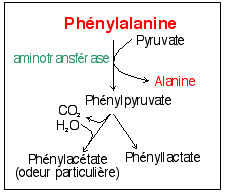 Phénylalanine
Pyruvate
aminotransférase
Alanine
Phénylpyruvate
CO₂
H₂O
Phénylacétate
(odeur particulière)
Phényllactate